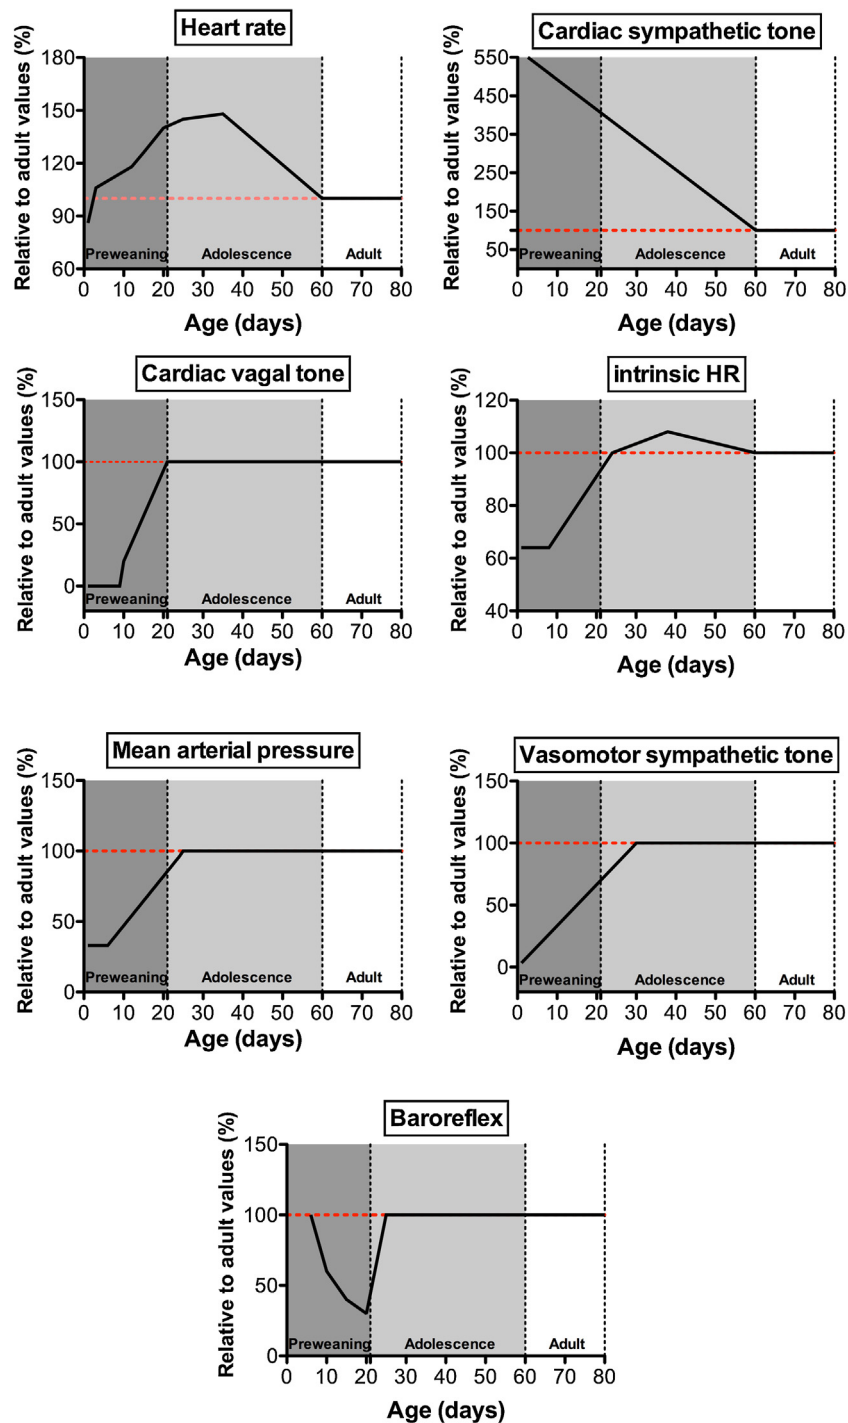 Heart rate
Relative to adult values (%)
180
150
120
90
60
Preweaning Adolescence Adult
0 10 20 30 40 50 60 70 80
Age (days)
Cardiac sympathetic tone
Relative to adult values (%)
550
450
350
250
150
50
Preweaning Adolescence Adult
0 10 20 30 40 50 60 70 80
Age (days)
Cardiac vagal tone
Relative to adult values (%)
150
100
50
0
Preweaning Adolescence Adult
0 10 20 30 40 50 60 70 80
Age (days)
intrinsic HR
Relative to adult values (%)
120
100
80
60
40
0 10 20 30 40 50 60 70 80
Age (days)
Mean arterial pressure
Relative to adult values (%)
150
100
50
0
Preweaning Adolescence Adult
0 10 20 30 40 50 60 70 80
Age (days)
Vasomotor sympathetic tone
Relative to adult values (%)
150
100
50
0
Preweaning Adolescence Adult
0 10 20 30 40 50 60 70 80
Age (days)
Baroreflex
Relative to adult values (%)
150
100
50
0
Preweaning Adolescence Adult
0 10 20 30 40 50 60 70 80
Age (days)